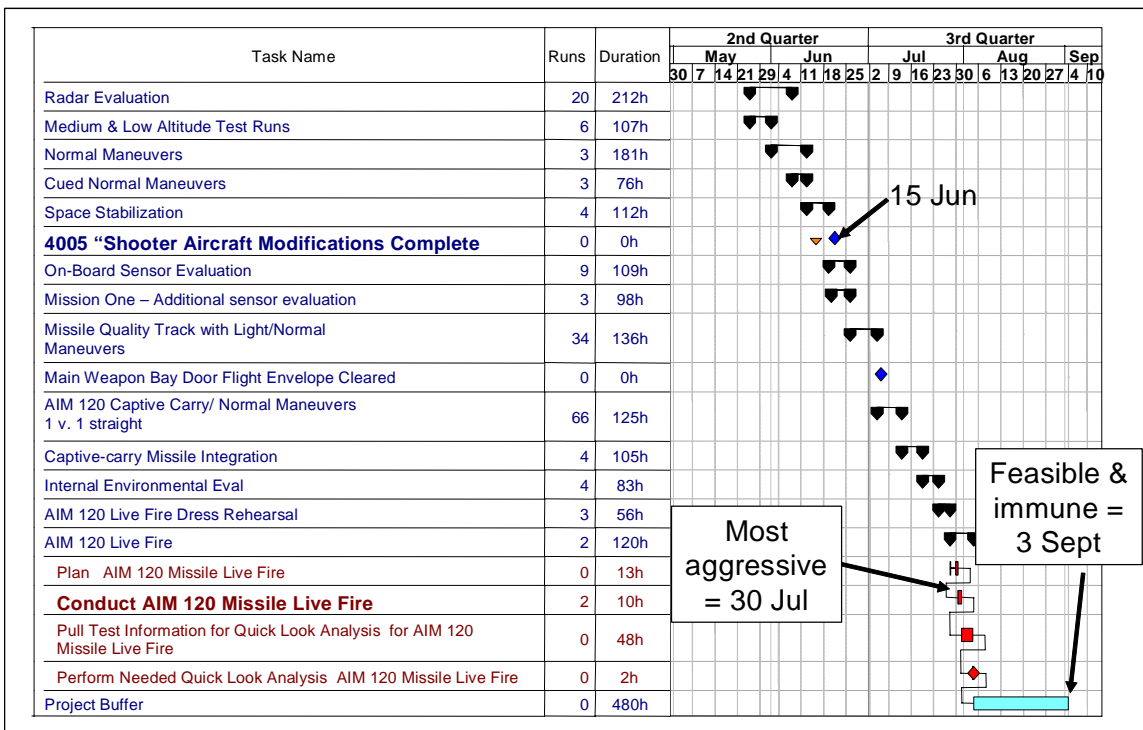 Task Name Runs Duration 2nd Quarter 3rd Quarter
May Jun Jul Aug Sep
30 7 14 21 29 4 11 18 25 2 9 16 23 30 6 13 20 27 4 10
Radar Evaluation 20 212h
Medium & Low Altitude Test Runs 6 107h
Normal Maneuvers 3 181h
Cued Normal Maneuvers 3 76h
Space Stabilization 4 112h
15 Jun
4005 “Shooter Aircraft Modifications Complete 0 0h
On-Board Sensor Evaluation 9 109h
Mission One – Additional sensor evaluation 3 98h
Missile Quality Track with Light/Normal
Maneuvers 34 136h
Main Weapon Bay Door Flight Envelope Cleared 0 0h
AIM 120 Captive Carry/ Normal Maneuvers
1 v. 1 straight 66 125h
Captive-carry Missile Integration 4 105h
Internal Environmental Eval 4 83h
AIM 120 Live Fire Dress Rehearsal 3 56h
AIM 120 Live Fire 2 120h
Plan AIM 120 Missile Live Fire 0 13h
Conduct AIM 120 Missile Live Fire 2 10h
Pull Test Information for Quick Look Analysis for AIM 120
Missile Live Fire 0 48h
Perform Needed Quick Look Analysis AIM 120 Missile Live Fire 0 2h
Project Buffer 0 480h
Most
aggressive
= 30 Jul
Feasible &
immune =
3 Sept